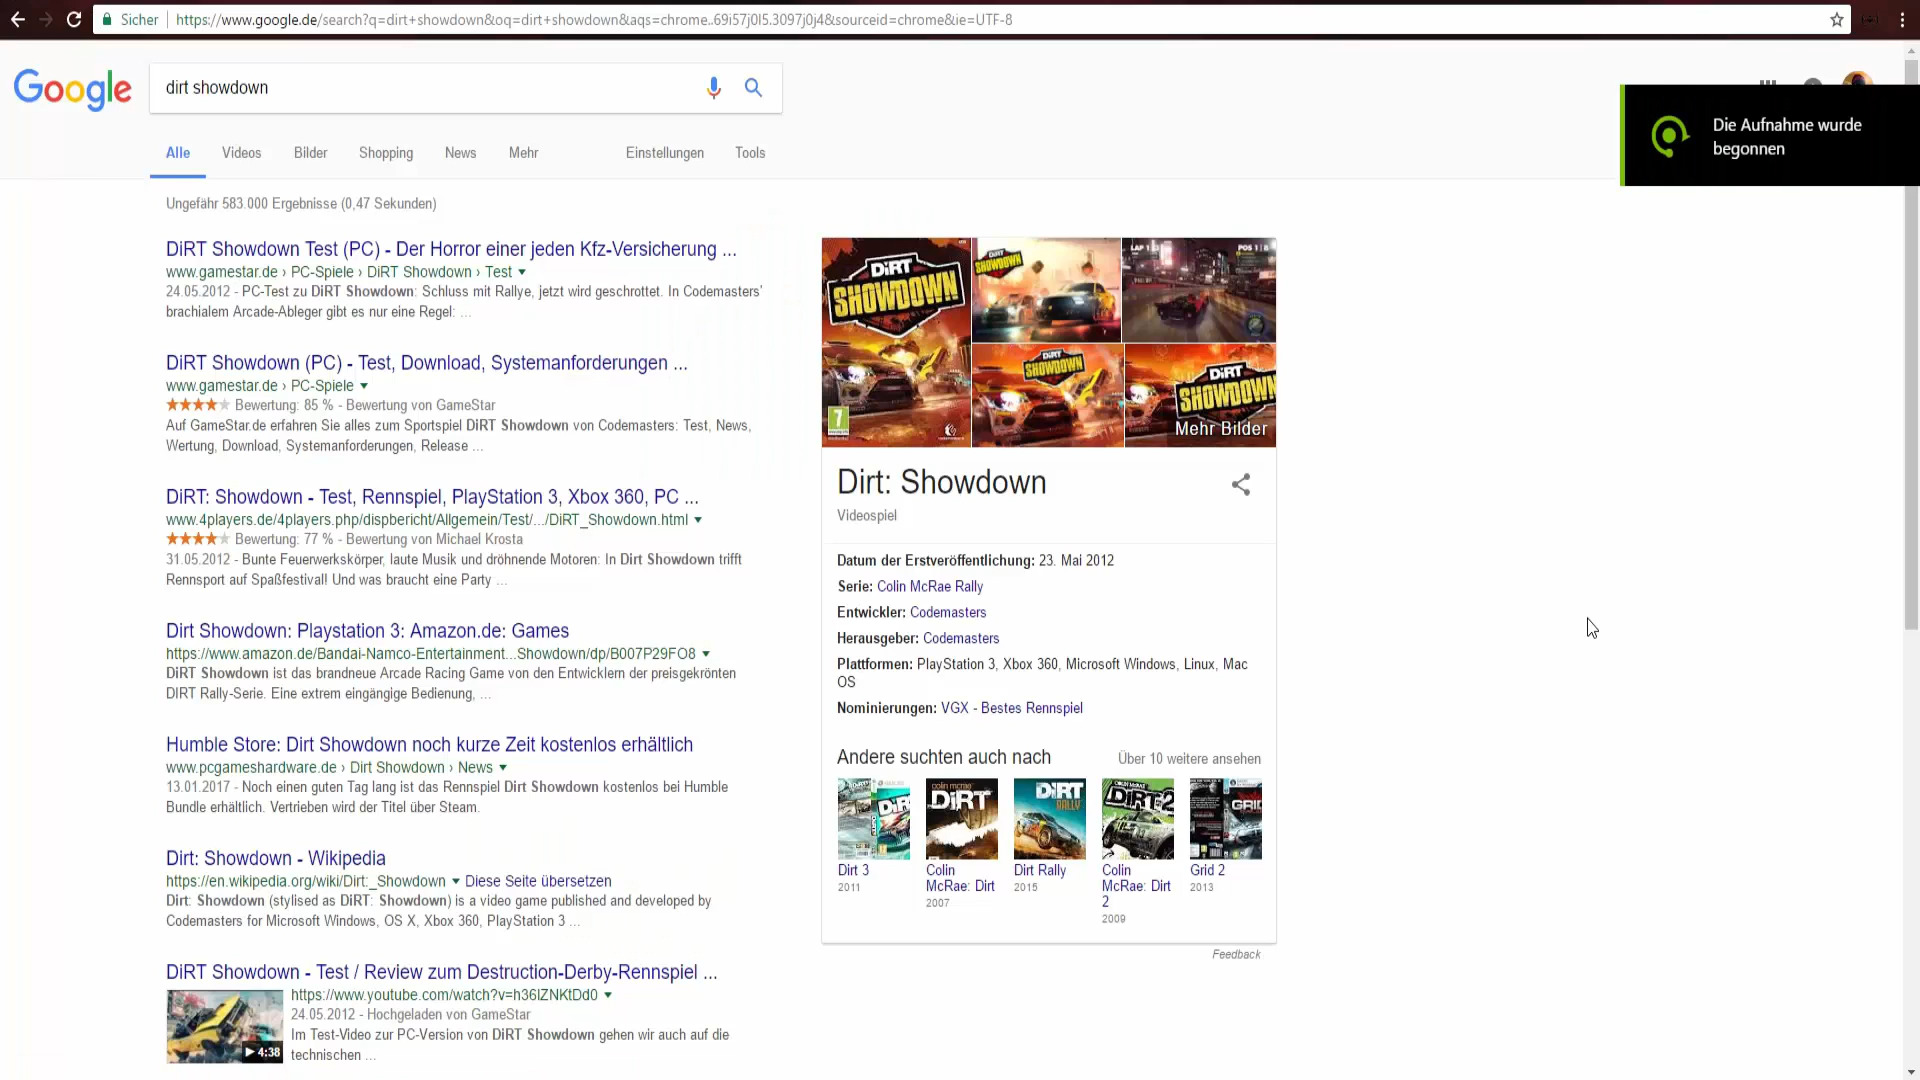 Sicher https://www.google.de/search?q=dirt+showdown&oq=dirt+showdown&aqs=chrome..69i57j0l5.3097j0j4&sourceid=chrome&ie=UTF-8
Google
dirt showdown
Die Aufnahme wurde
begonnen
Alle Videos Bilder Shopping News Mehr Einstellungen Tools
Ungefähr 583.000 Ergebnisse (0,47 Sekunden)
DiRT Showdown Test (PC) - Der Horror einer jeden Kfz-Versicherung ...
www.gamestar.de › PC-Spiele › DiRT Showdown › Test
24.05.2012 - PC-Test zu DiRT Showdown: Schluss mit Rallye, jetzt wird geschrottet. In Codemasters'
brachialem Arcade-Ableger gibt es nur eine Regel: ...
DiRT Showdown (PC) - Test, Download, Systemanforderungen ...
www.gamestar.de › PC-Spiele
Bewertung: 85 % - Bewertung von GameStar
Auf GameStar.de erfahren Sie alles zum Sportspiel DiRT Showdown von Codemasters: Test, News,
Wertung, Download, Systemanforderungen, Release ...
DiRT: Showdown - Test, Rennspiel, PlayStation 3, Xbox 360, PC ...
www.4players.de/4players.php/dispbericht/Allgemein/Test/.../DiRT_Showdown.html
Bewertung: 77 % - Bewertung von Michael Krosta
31.05.2012 - Bunte Feuerwerkskörper, laute Musik und dröhnende Motoren: In Dirt Showdown trifft
Rennsport auf Spaßfestival! Und was braucht eine Party ...
Dirt Showdown: Playstation 3: Amazon.de: Games
https://www.amazon.de/Bandai-Namco-Entertainment...Showdown/dp/B007P29FO8
DiRT Showdown ist das brandneue Arcade Racing Game von den Entwicklern der preisgekrönten
DIRT Rally-Serie. Eine extrem eingängige Bedienung, ...
Humble Store: Dirt Showdown noch kurze Zeit kostenlos erhältlich
www.pcgameshardware.de › Dirt Showdown › News
13.01.2017 - Noch einen guten Tag lang ist das Rennspiel Dirt Showdown kostenlos bei Humble
Bundle erhältlich. Vertrieben wird der Titel über Steam.
Dirt: Showdown - Wikipedia
https://en.wikipedia.org/wiki/Dirt:_Showdown Diese Seite übersetzen
Dirt: Showdown (stylised as DiRT: Showdown) is a video game published and developed by
Codemasters for Microsoft Windows, OS X, Xbox 360, PlayStation 3 ...
DiRT Showdown - Test / Review zum Destruction-Derby-Rennspiel ...
https://www.youtube.com/watch?v=h36IZNKtDd0
24.05.2012 - Hochgeladen von GameStar
Im Test-Video zur PC-Version von DiRT Showdown gehen wir auch auf die
technischen ...
4:38
DiRT
SHOWDOWN
7
SHOWDOWN
LAP
POS 1 | 8
DiRT
SHOWDOWN
DiRT
SHOWDOWN
Mehr Bilder
Dirt: Showdown
Videospiel
Datum der Erstveröffentlichung: 23. Mai 2012
Serie: Colin McRae Rally
Entwickler: Codemasters
Herausgeber: Codemasters
Plattformen: PlayStation 3, Xbox 360, Microsoft Windows, Linux, Mac
OS
Nominierungen: VGX - Bestes Rennspiel
Andere suchten auch nach Über 10 weitere ansehen
colin mcrae
DiRT
DiRT
RALLY
DiRT2
GRID
Dirt 3
2011
Colin
McRae: Dirt
2007
Dirt Rally
2015
Colin
McRae: Dirt
2
2009
Grid 2
2013
Feedback